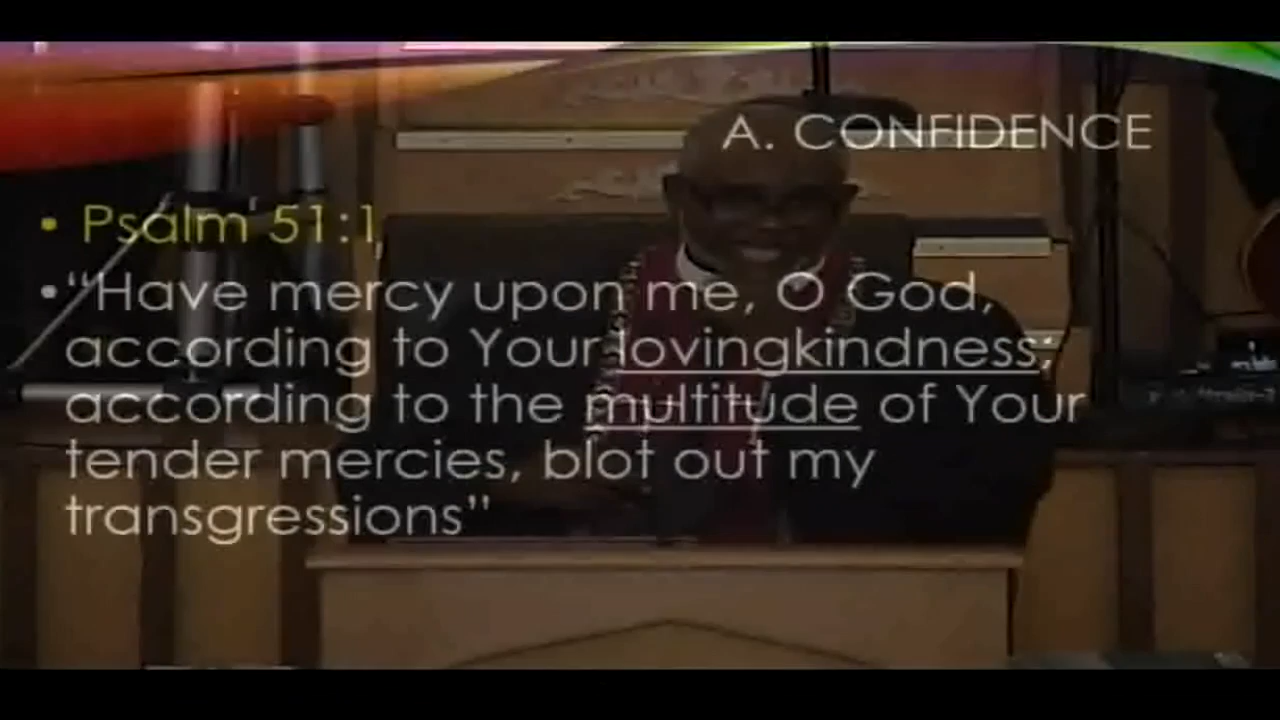 A. CONFIDENCE
• Psalm 51:1
• “Have mercy upon me, O God,
according to Your lovingkindness;
according to the multitude of Your
tender mercies, blot out my
transgressions”